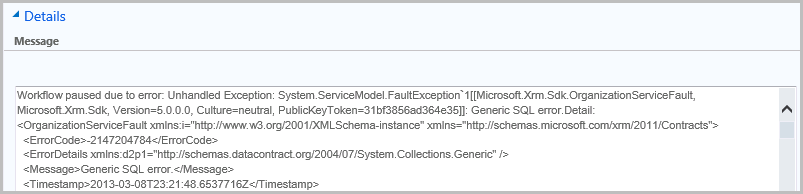 Details
Message
Workflow paused due to error: Unhandled Exception: System.ServiceModel.FaultException`1[[Microsoft.Xrm.Sdk.OrganizationServiceFault,
Microsoft.Xrm.Sdk, Version=5.0.0.0, Culture=neutral, PublicKeyToken=31bf3856ad364e35]]: Generic SQL error.Detail:
<OrganizationServiceFault xmlns:i="http://www.w3.org/2001/XMLSchema-instance" xmlns="http://schemas.microsoft.com/xrm/2011/Contracts">
<ErrorCode>-2147204784</ErrorCode>
<ErrorDetails xmlns:d2p1="http://schemas.datacontract.org/2004/07/System.Collections.Generic" />
<Message>Generic SQL error.</Message>
<Timestamp>2013-03-08T23:21:48.6537716Z</Timestamp>